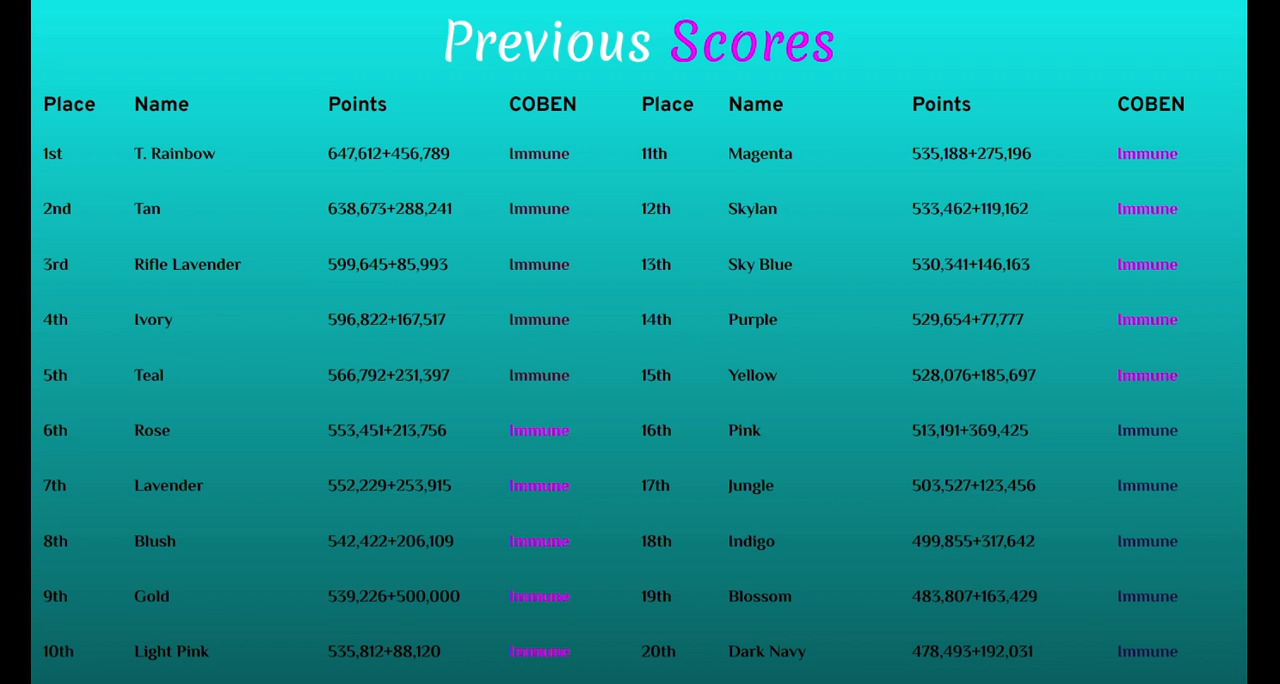 Previous Scores
Place Name Points COBEN Place Name Points COBEN
1st T. Rainbow 647,612+456,789 Immune 11th Magenta 535,188+275,196 Immune
2nd Tan 638,673+288,241 Immune 12th Skylan 533,462+119,162 Immune
3rd Rifle Lavender 599,645+85,993 Immune 13th Sky Blue 530,341+146,163 Immune
4th Ivory 596,822+167,517 Immune 14th Purple 529,654+77,777 Immune
5th Teal 566,792+231,397 Immune 15th Yellow 528,076+185,697 Immune
6th Rose 553,451+213,756 Immune 16th Pink 513,191+369,425 Immune
7th Lavender 552,229+253,915 Immune 17th Jungle 503,527+123,456 Immune
8th Blush 542,422+206,109 Immune 18th Indigo 499,855+317,642 Immune
9th Gold 539,226+500,000 Immune 19th Blossom 483,807+163,429 Immune
10th Light Pink 535,812+88,120 Immune 20th Dark Navy 478,493+192,031 Immune